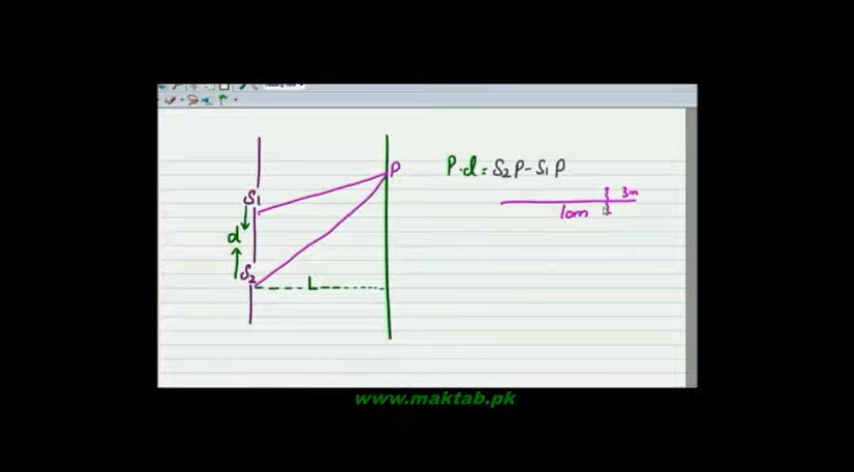 P
P.d = S₂P - S₁P
S₁
3m
10m
d
S₂
L
www.maktab.pk